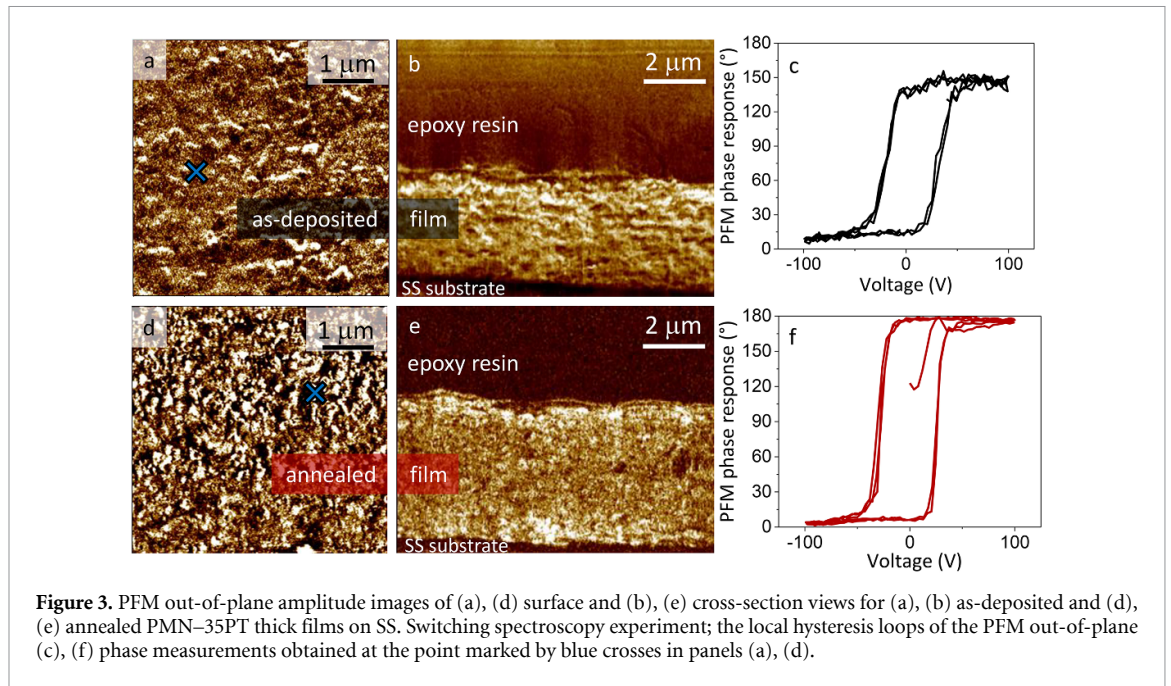 a
1 µm
as-deposited
b
2 µm
epoxy resin
film
SS substrate
c
PFM phase response (°)
180
150
120
90
60
30
0
-100 0 100
Voltage (V)
d
1 µm
annealed
e
2 µm
epoxy resin
film
SS substrate
f
PFM phase response (°)
180
150
120
90
60
30
0
-100 0 100
Voltage (V)
Figure 3. PFM out-of-plane amplitude images of (a), (d) surface and (b), (e) cross-section views for (a), (b) as-deposited and (d),
(e) annealed PMN–35PT thick films on SS. Switching spectroscopy experiment; the local hysteresis loops of the PFM out-of-plane
(c), (f) phase measurements obtained at the point marked by blue crosses in panels (a), (d).